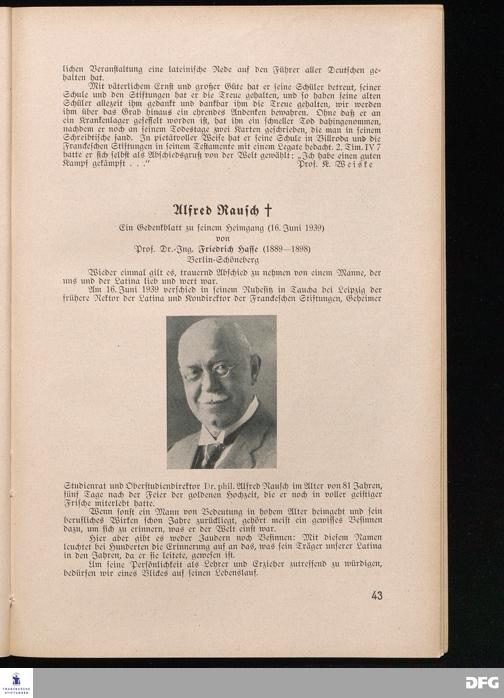 lichen Veranstaltung eine lateinische Rede auf den Führer aller Deutschen ge-
halten hat.
Mit väterlichem Ernst und großer Güte hat er seine Schüler betreut, seiner
Schule und den Stiftungen hat er die Treue gehalten, und so haben seine alten
Schüler allezeit ihm gedankt und dankbar ihm die Treue gehalten, wir werden
ihm über das Grab hinaus ein ehrendes Andenken bewahren. Ohne daß er an
ein Krankenlager gefesselt worden ist, hat ihn ein schneller Tod dahingenommen,
nachdem er noch an seinem Todestage zwei Karten geschrieben, die man in seinem
Schreibtische fand. In pietätvoller Weise hat er seine Schule in Billroda und die
Franckeschen Stiftungen in seinem Testamente mit einem Legate bedacht. 2. Tim. IV 7
hatte er sich selbst als Abschiedsgruß von der Welt gewählt: „Ich habe einen guten
Kampf gekämpft . . .“ Prof. K. Weiske
Alfred Rausch †
Ein Gedenkblatt zu seinem Heimgang (16. Juni 1939)
von
Prof. Dr.-Ing. Friedrich Hasse (1889—1898)
Berlin-Schöneberg
Wieder einmal gilt es, trauernd Abschied zu nehmen von einem Manne, der
uns und der Latina lieb und wert war.
Am 16. Juni 1939 verschied in seinem Ruhesitz in Taucha bei Leipzig der
frühere Rektor der Latina und Kondirektor der Franckeschen Stiftungen, Geheimer
Studienrat und Oberstudiendirektor Dr. phil. Alfred Rausch im Alter von 81 Jahren,
fünf Tage nach der Feier der goldenen Hochzeit, die er noch in voller geistiger
Frische miterlebt hatte.
Wenn sonst ein Mann von Bedeutung in hohem Alter heimgeht und sein
berufliches Wirken schon Jahre zurückliegt, gehört meist ein gewisses Besinnen
dazu, um sich zu erinnern, was er der Welt einst war.
Hier aber gibt es weder Zaudern noch Besinnen: Mit diesem Namen
leuchtet bei Hunderten die Erinnerung auf an das, was sein Träger unserer Latina
in den Jahren, da er sie leitete, gewesen ist.
Um seine Persönlichkeit als Lehrer und Erzieher zutreffend zu würdigen,
bedürfen wir eines Blickes auf seinen Lebenslauf.
43
FRANCKESCHE
STIFTUNGEN
DFG